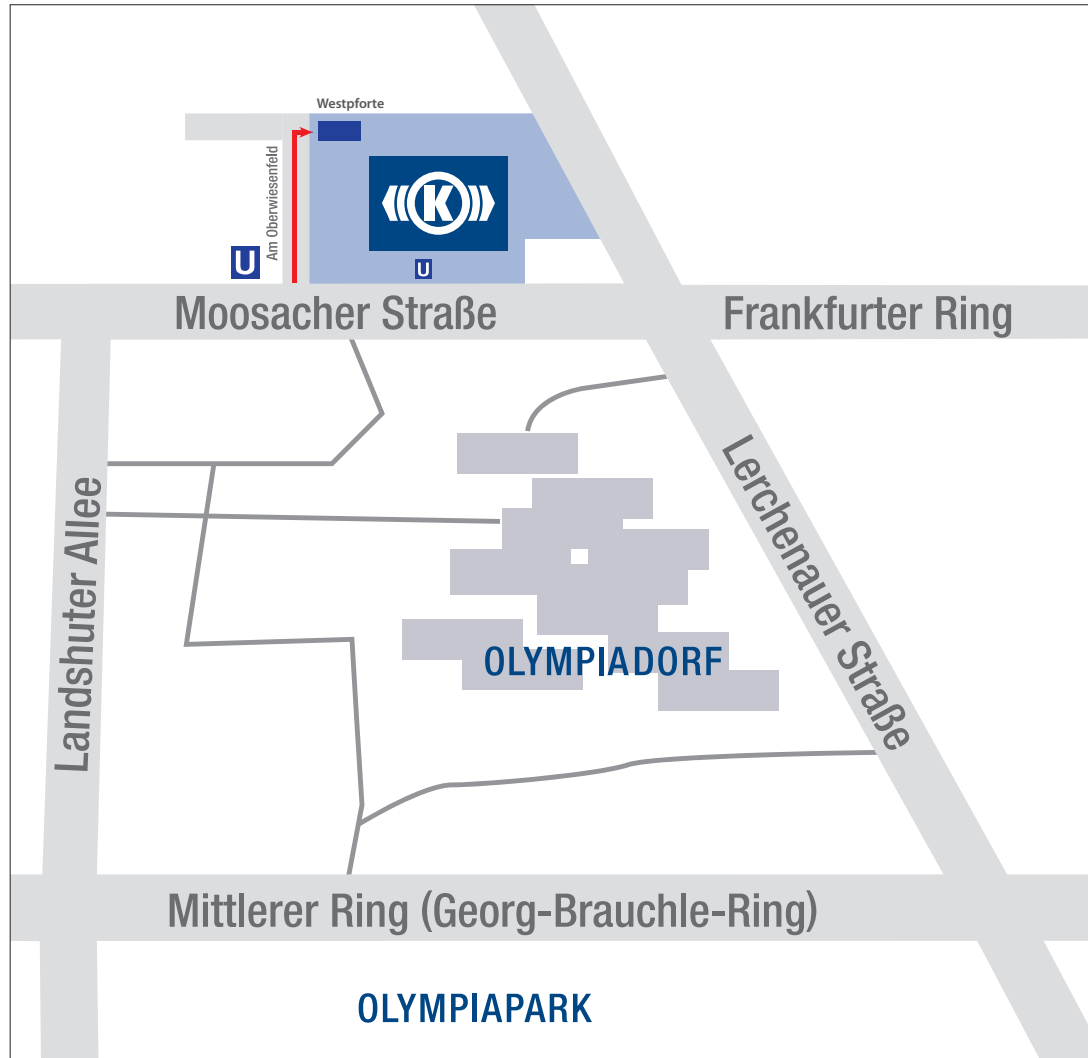 Westpforte
Am Oberwiesenfeld
K
U
U
Moosacher Straße
Frankfurter Ring
Landshuter Allee
Lerchenauer Straße
OLYMPIADORF
Mittlerer Ring (Georg-Brauchle-Ring)
OLYMPIAPARK